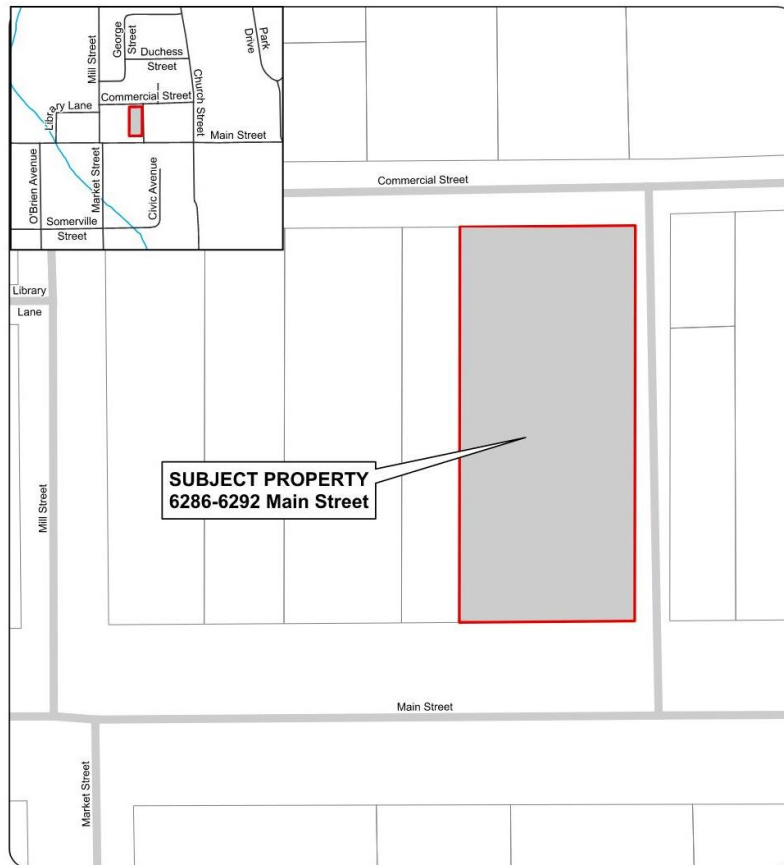 George
Street
Park
Drive
Mill Street
Duchess
Street
Church Street
Commercial Street
Library Lane
Main Street
O'Brien Avenue
Market Street
Civic Avenue
Somerville
Street
Commercial Street
Library
Lane
SUBJECT PROPERTY
6286-6292 Main Street
Mill Street
Main Street
Market Street